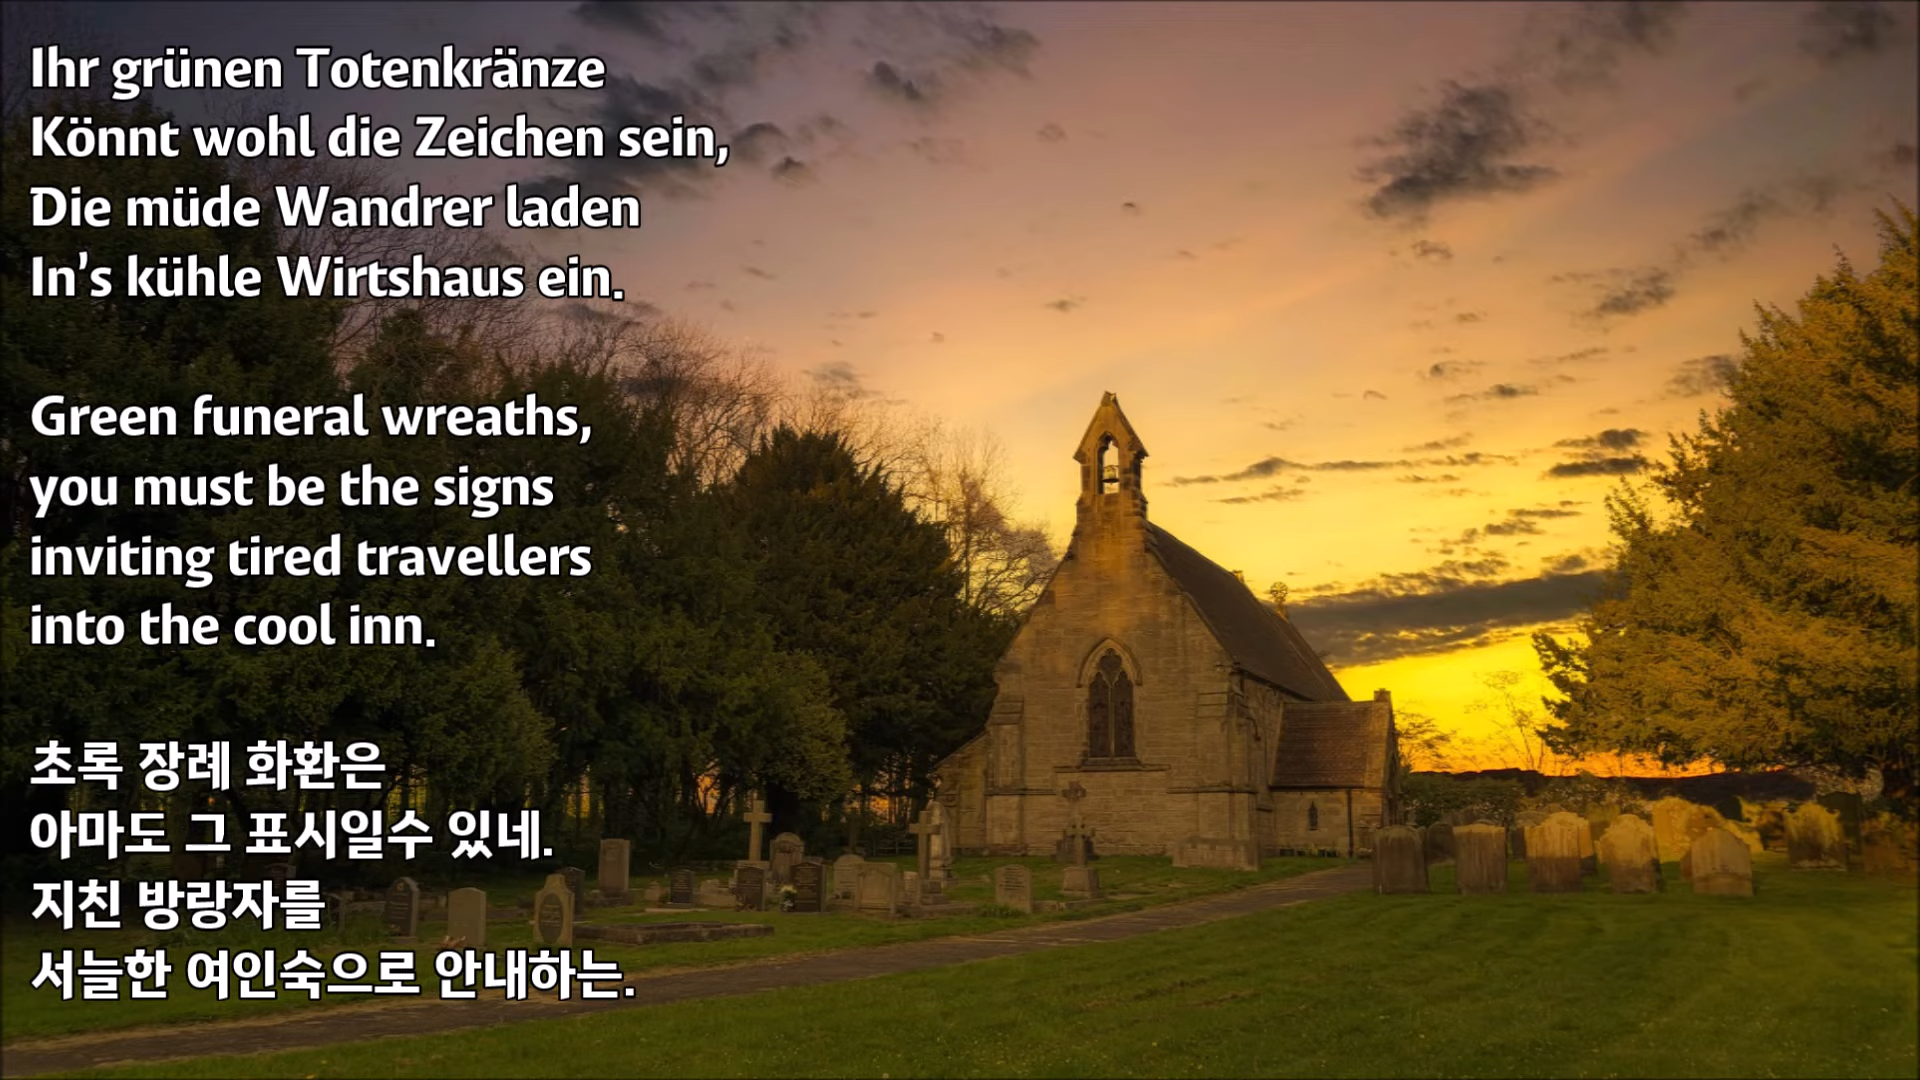 Ihr grünen Totenkränze
Könnt wohl die Zeichen sein,
Die müde Wandrer laden
In's kühle Wirtshaus ein.
Green funeral wreaths,
you must be the signs
inviting tired travellers
into the cool inn.
초록 장례 화환은
아마도 그 표시일수 있네.
지친 방랑자를
서늘한 여인숙으로 안내하는.